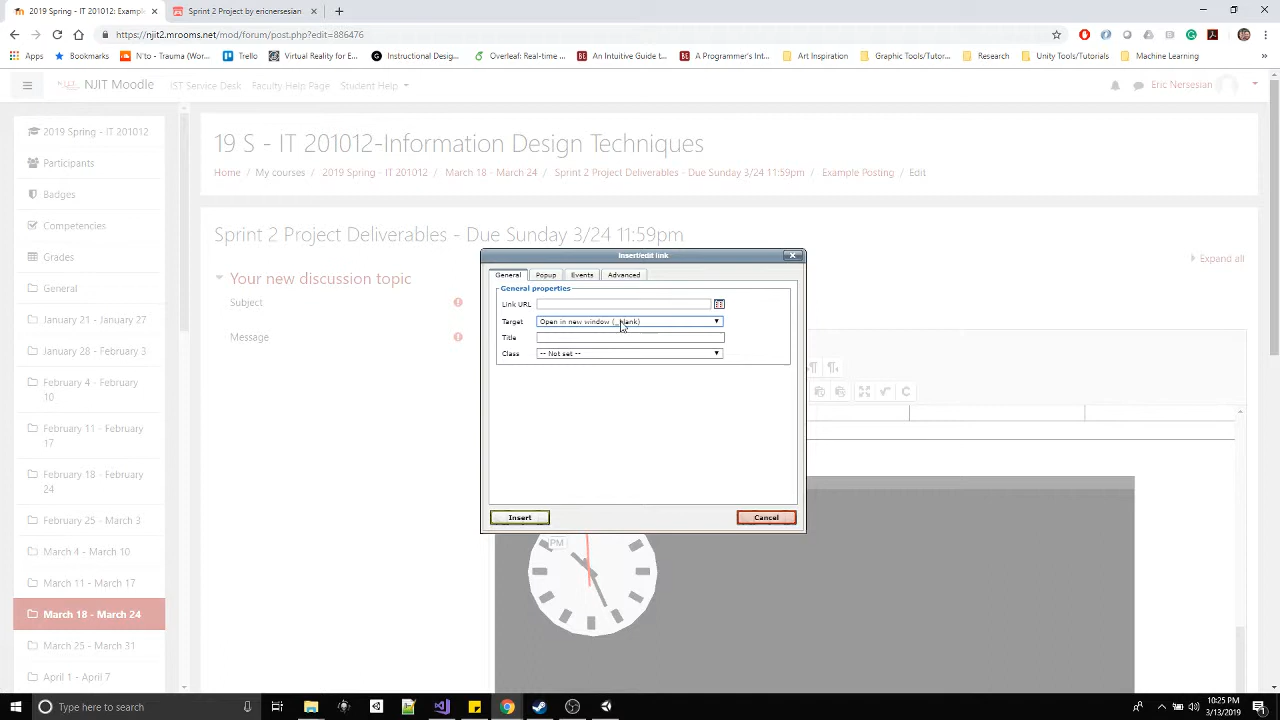 2019 Spring - IT 201012: Exampl
Sprint 2 Project by ericnersesian
https://njit2.mrooms.net/mod/forum/post.php?edit=886476
Apps
Bookmarks
N'to - Trauma (Worl
Trello
Instructional Desig
Overleaf: Real-time
An Intuitive Guide t
A Programmer's Int
Art Inspiration
Graphic Tools/Tutor
Research
Unity Tools/Tutorials
Machine Learning
NJIT Moodle
IST Service Desk
Faculty Help Page
Student Help
Eric Nersesian
2019 Spring - IT 201012
Participants
Badges
Competencies
Grades
General
January 21 - January 27
January 28 - February 3
February 4 - February
10
February 11 - February
17
February 18 - February
24
February 25 - March 3
March 4 - March 10
March 11 - March 17
March 18 - March 24
March 25 - March 31
April 1 - April 7
19 S - IT 201012-Information Design Techniques
Home / My courses / 2019 Spring - IT 201012 / March 18 - March 24 / Sprint 2 Project Deliverables - Due Sunday 3/24 11:59pm / Example Posting / Edit
Sprint 2 Project Deliverables - Due Sunday 3/24 11:59pm
Expand all
Your new discussion topic
Subject
Message
Insert/edit link
General
Popup
Events
Advanced
General properties
Link URL
Target
Open in new window (_blank)
Title
Class
-- Not set --
Insert
Cancel
PM
Type here to search
10:25 PM
3/13/2019